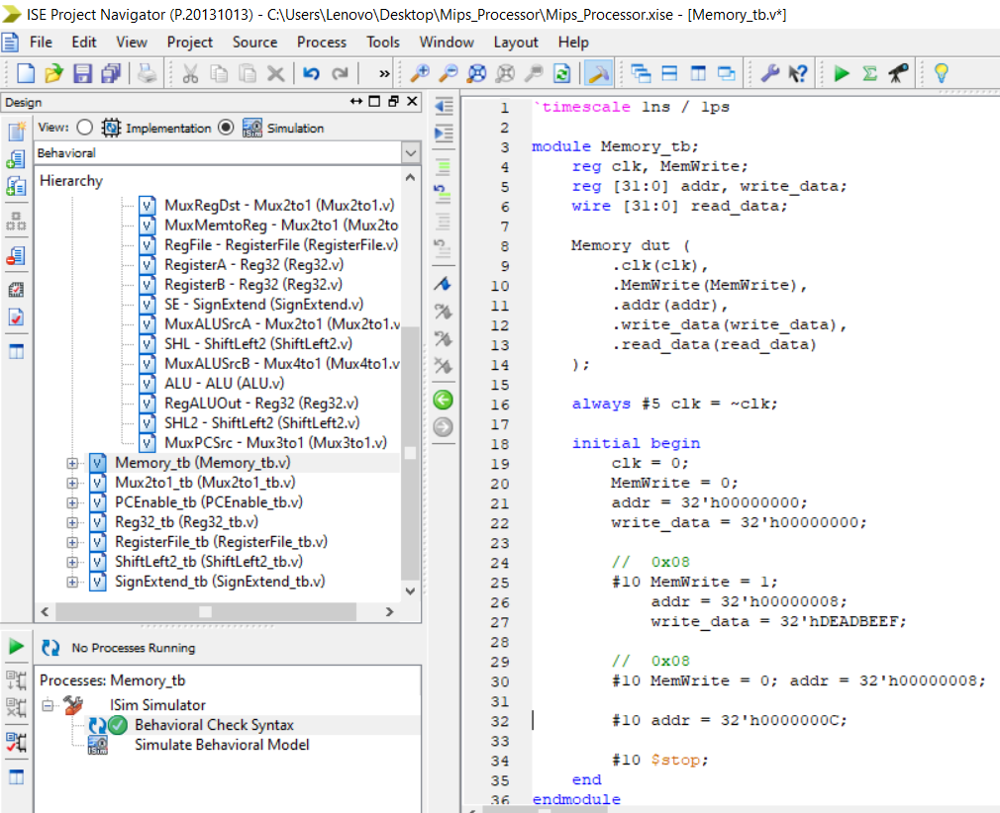 ISE Project Navigator (P.20131013) - C:\Users\Lenovo\Desktop\Mips_Processor\Mips_Processor.xise - [Memory_tb.v*]
File Edit View Project Source Process Tools Window Layout Help
Design
View: Implementation Simulation
Behavioral
Hierarchy
MuxRegDst - Mux2to1 (Mux2to1.v)
MuxMemtoReg - Mux2to1 (Mux2to
RegFile - RegisterFile (RegisterFile.v)
RegisterA - Reg32 (Reg32.v)
RegisterB - Reg32 (Reg32.v)
SE - SignExtend (SignExtend.v)
MuxALUSrcA - Mux2to1 (Mux2to1.v
SHL - ShiftLeft2 (ShiftLeft2.v)
MuxALUSrcB - Mux4to1 (Mux4to1.v
ALU - ALU (ALU.v)
RegALUOut - Reg32 (Reg32.v)
SHL2 - ShiftLeft2 (ShiftLeft2.v)
MuxPCSrc - Mux3to1 (Mux3to1.v)
Memory_tb (Memory_tb.v)
Mux2to1_tb (Mux2to1_tb.v)
PCEnable_tb (PCEnable_tb.v)
Reg32_tb (Reg32_tb.v)
RegisterFile_tb (RegisterFile_tb.v)
ShiftLeft2_tb (ShiftLeft2_tb.v)
SignExtend_tb (SignExtend_tb.v)
No Processes Running
Processes: Memory_tb
ISim Simulator
Behavioral Check Syntax
Simulate Behavioral Model
1 `timescale 1ns / 1ps
2
3 module Memory_tb;
4 reg clk, MemWrite;
5 reg [31:0] addr, write_data;
6 wire [31:0] read_data;
7
8 Memory dut (
9 .clk(clk),
10 .MemWrite(MemWrite),
11 .addr(addr),
12 .write_data(write_data),
13 .read_data(read_data)
14 );
15
16 always #5 clk = ~clk;
17
18 initial begin
19 clk = 0;
20 MemWrite = 0;
21 addr = 32'h00000000;
22 write_data = 32'h00000000;
23
24 // 0x08
25 #10 MemWrite = 1;
26 addr = 32'h00000008;
27 write_data = 32'hDEADBEEF;
28
29 // 0x08
30 #10 MemWrite = 0; addr = 32'h00000008;
31
32 #10 addr = 32'h0000000C;
33
34 #10 $stop;
35 end
36 endmodule